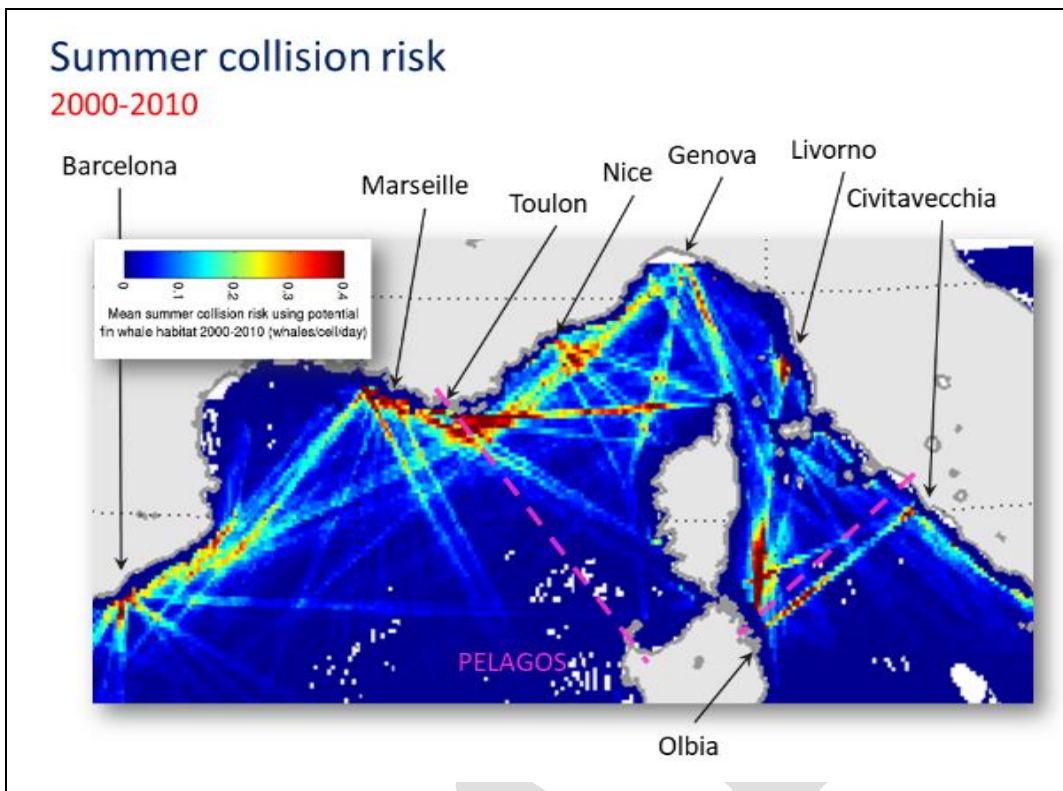 Summer collision risk
2000-2010
Barcelona
Marseille
Toulon
Nice
Genova
Livorno
Civitavecchia
0
0.1
0.2
0.3
0.4
Mean summer collision risk using potential
fin whale habitat 2000-2010 (whales/cell/day)
PELAGOS
Olbia